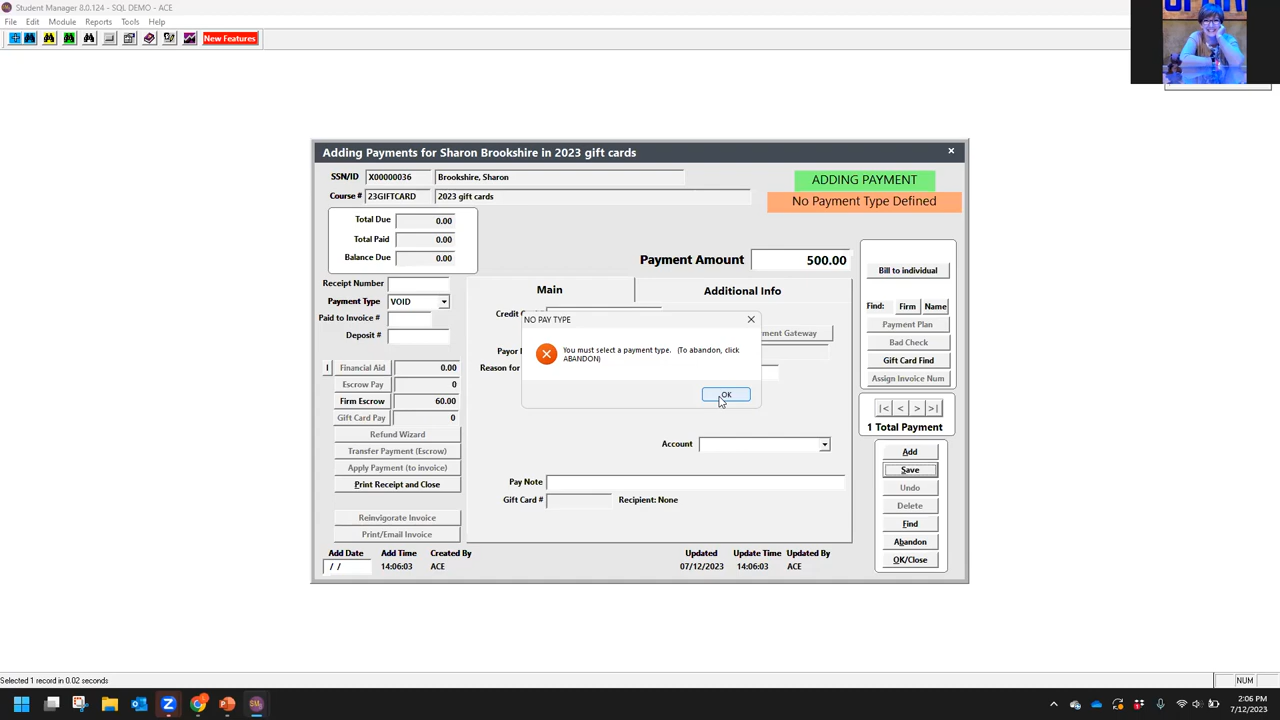 Student Manager 8.0.124 - SQL DEMO - ACE
File Edit Module Reports Tools Help
New Features
Adding Payments for Sharon Brookshire in 2023 gift cards
SSN/ID X00000036 Brookshire, Sharon
ADDING PAYMENT
Course # 23GIFTCARD 2023 gift cards
No Payment Type Defined
Total Due 0.00
Total Paid 0.00
Balance Due 0.00
Payment Amount 500.00
Bill to individual
Receipt Number
Main
Additional Info
Payment Type VOID
Find: Firm Name
Paid to Invoice #
Credit
ment Gateway
Payment Plan
Deposit #
Bad Check
NO PAY TYPE
You must select a payment type. (To abandon, click
ABANDON)
OK
Payor
Reason for
Gift Card Find
Assign Invoice Num
I Financial Aid 0.00
Escrow Pay 0
Firm Escrow 60.00
Gift Card Pay 0
|< < > >|
1 Total Payment
Refund Wizard
Transfer Payment (Escrow)
Apply Payment (to invoice)
Print Receipt and Close
Account
Pay Note
Gift Card # Recipient: None
Add
Save
Undo
Delete
Find
Abandon
OK/Close
Reinvigorate Invoice
Print/Email Invoice
Add Date Add Time Created By Updated Update Time Updated By
/ / 14:06:03 ACE 07/12/2023 14:06:03 ACE
Selected 1 record in 0.02 seconds
NUM
2:06 PM
7/12/2023